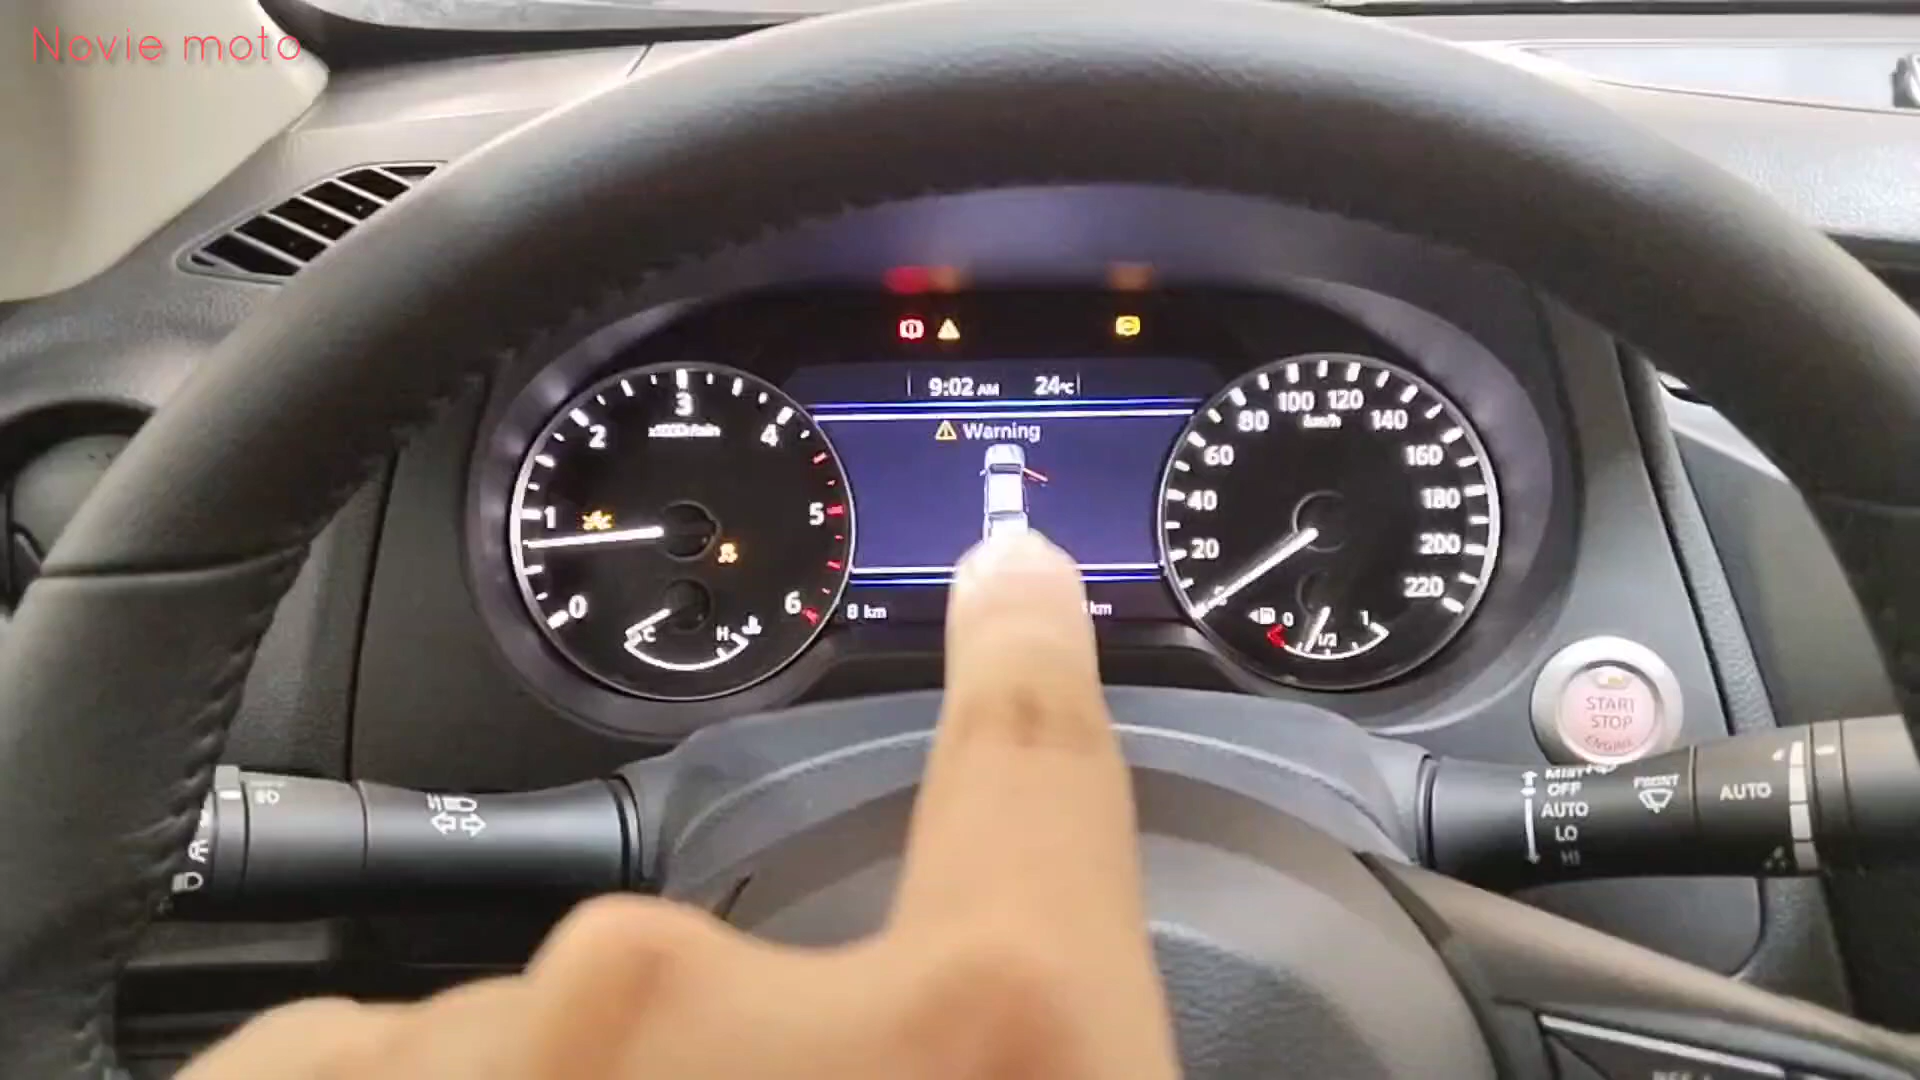 Novie moto
9:02 AM 24°C
Warning
0 1 2 3 4 5 6
C H
0 20 40 60 80 100 120 140 160 180 200 220
km/h
0 1/2 1
8 km
km
START
STOP
ENGINE
MIST
OFF
AUTO
LO
HI
FRONT
AUTO